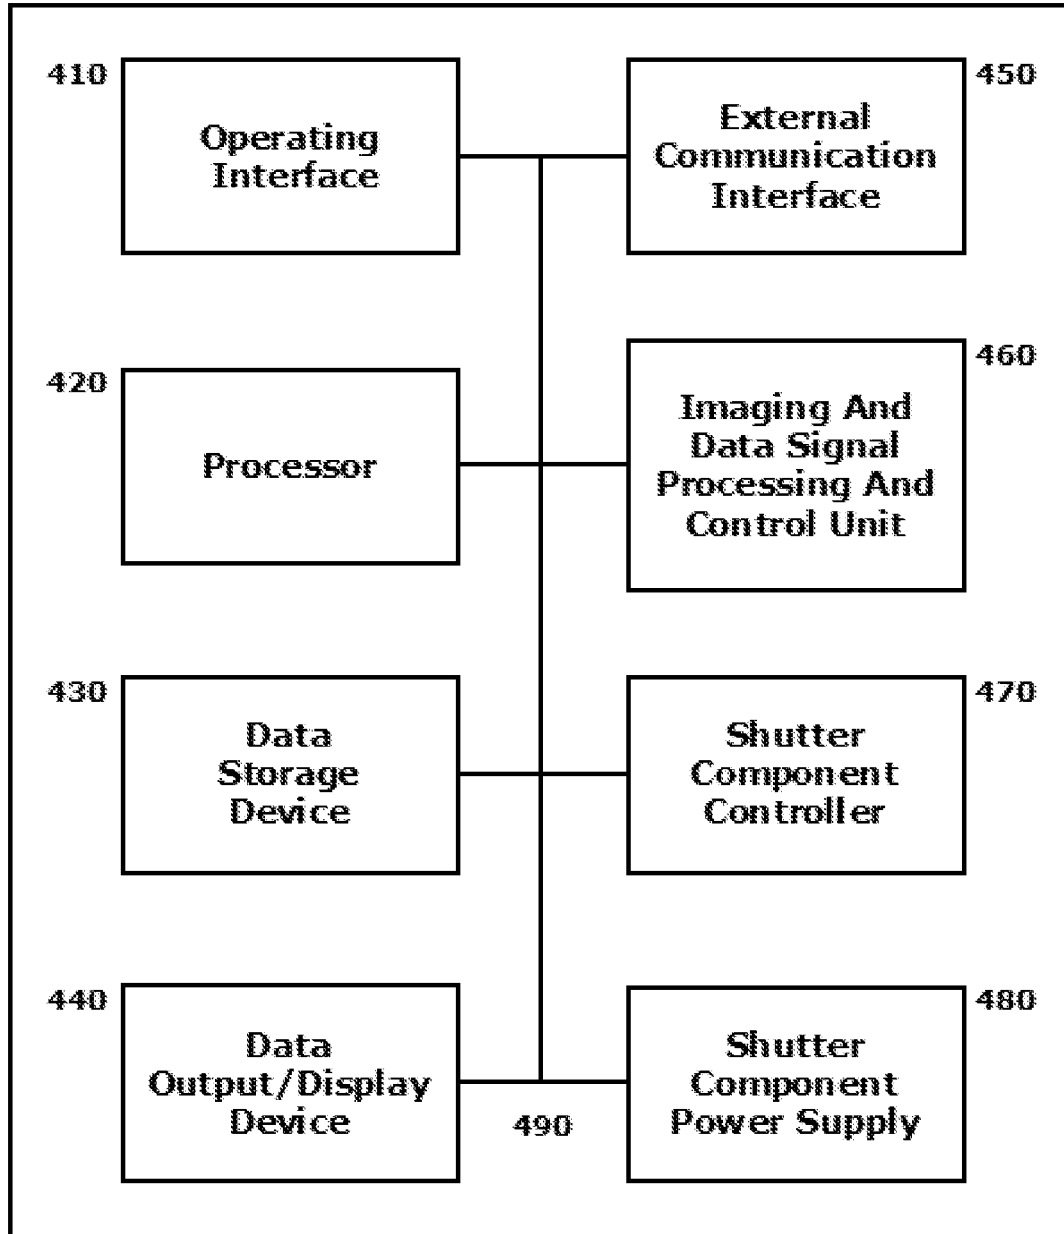 410
Operating
Interface
450
External
Communication
Interface
420
Processor
460
Imaging And
Data Signal
Processing And
Control Unit
430
Data
Storage
Device
470
Shutter
Component
Controller
440
Data
Output/Display
Device
490
480
Shutter
Component
Power Supply